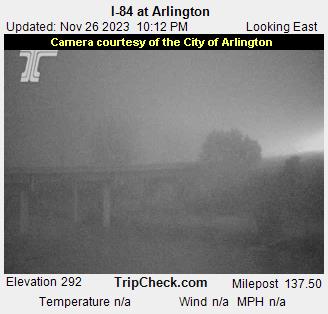 I-84 at Arlington
Updated: Nov 26 2023 10:12 PM Looking East
Camera courtesy of the City of Arlington
Elevation 292 TripCheck.com Milepost 137.50
Temperature n/a Wind n/a MPH n/a